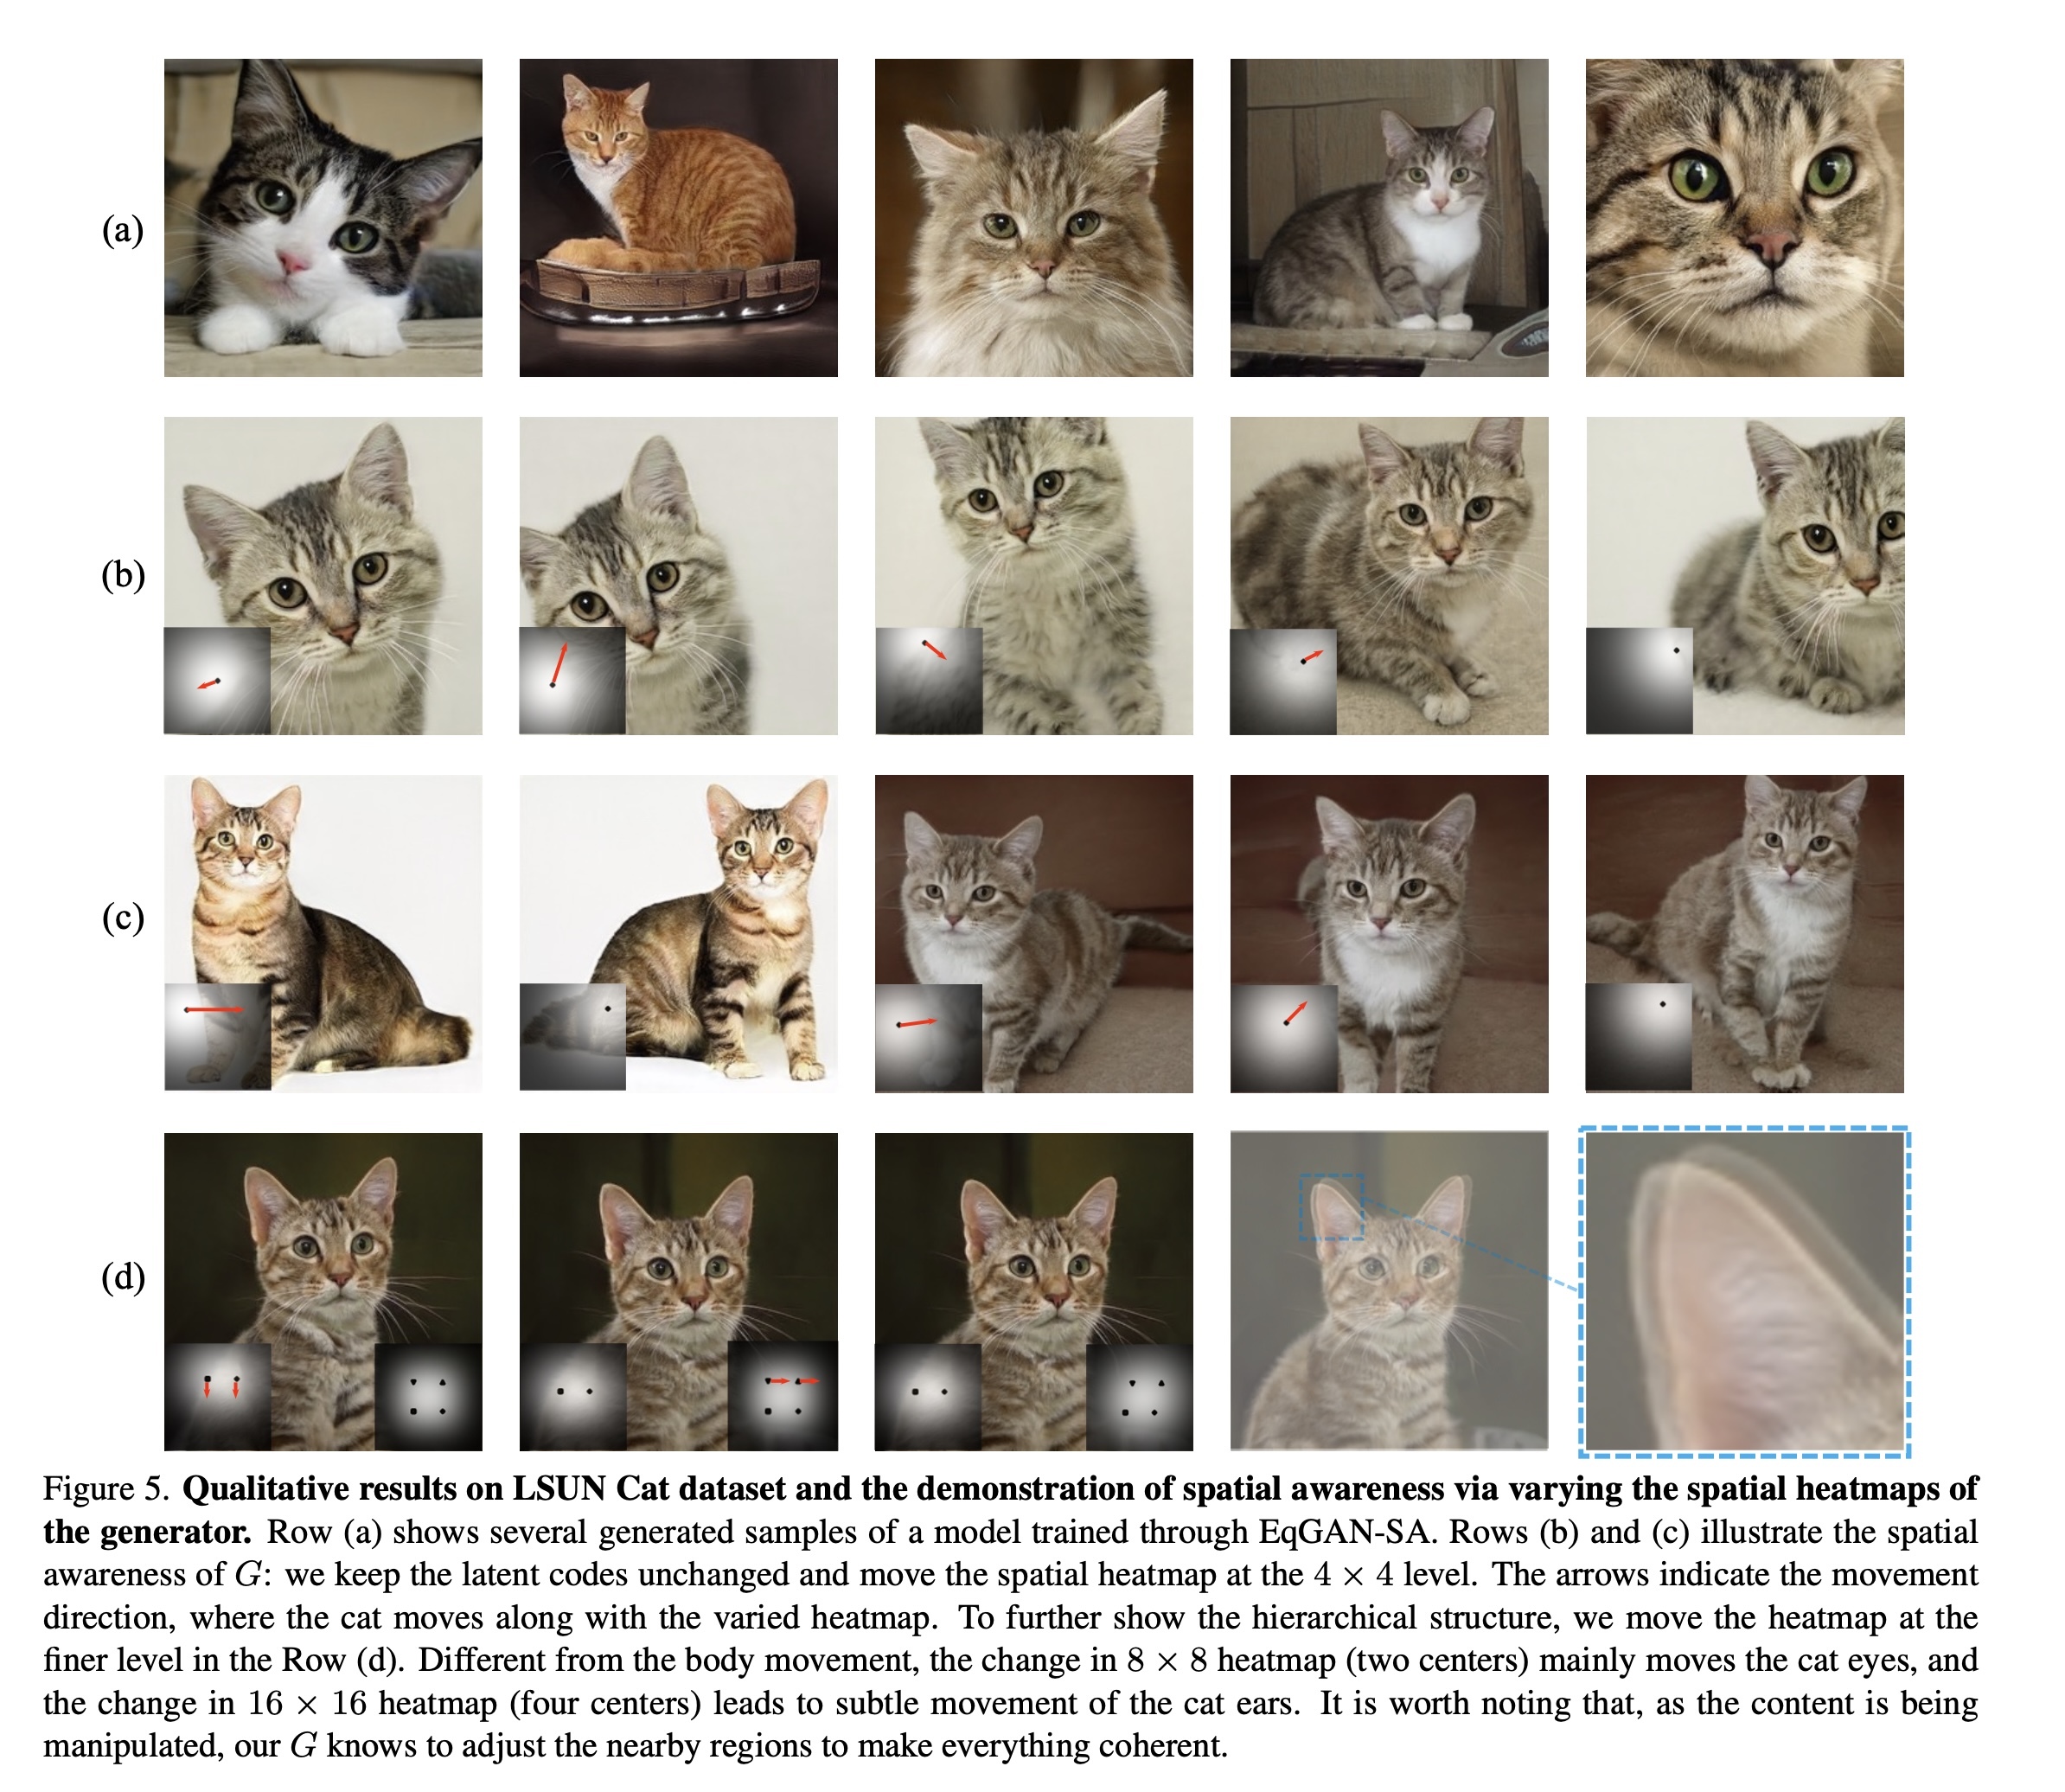 (a)
(b)
(c)
(d)
Figure 5. Qualitative results on LSUN Cat dataset and the demonstration of spatial awareness via varying the spatial heatmaps of
the generator. Row (a) shows several generated samples of a model trained through EqGAN-SA. Rows (b) and (c) illustrate the spatial
awareness of G: we keep the latent codes unchanged and move the spatial heatmap at the 4 × 4 level. The arrows indicate the movement
direction, where the cat moves along with the varied heatmap. To further show the hierarchical structure, we move the heatmap at the
finer level in the Row (d). Different from the body movement, the change in 8 × 8 heatmap (two centers) mainly moves the cat eyes, and
the change in 16 × 16 heatmap (four centers) leads to subtle movement of the cat ears. It is worth noting that, as the content is being
manipulated, our G knows to adjust the nearby regions to make everything coherent.